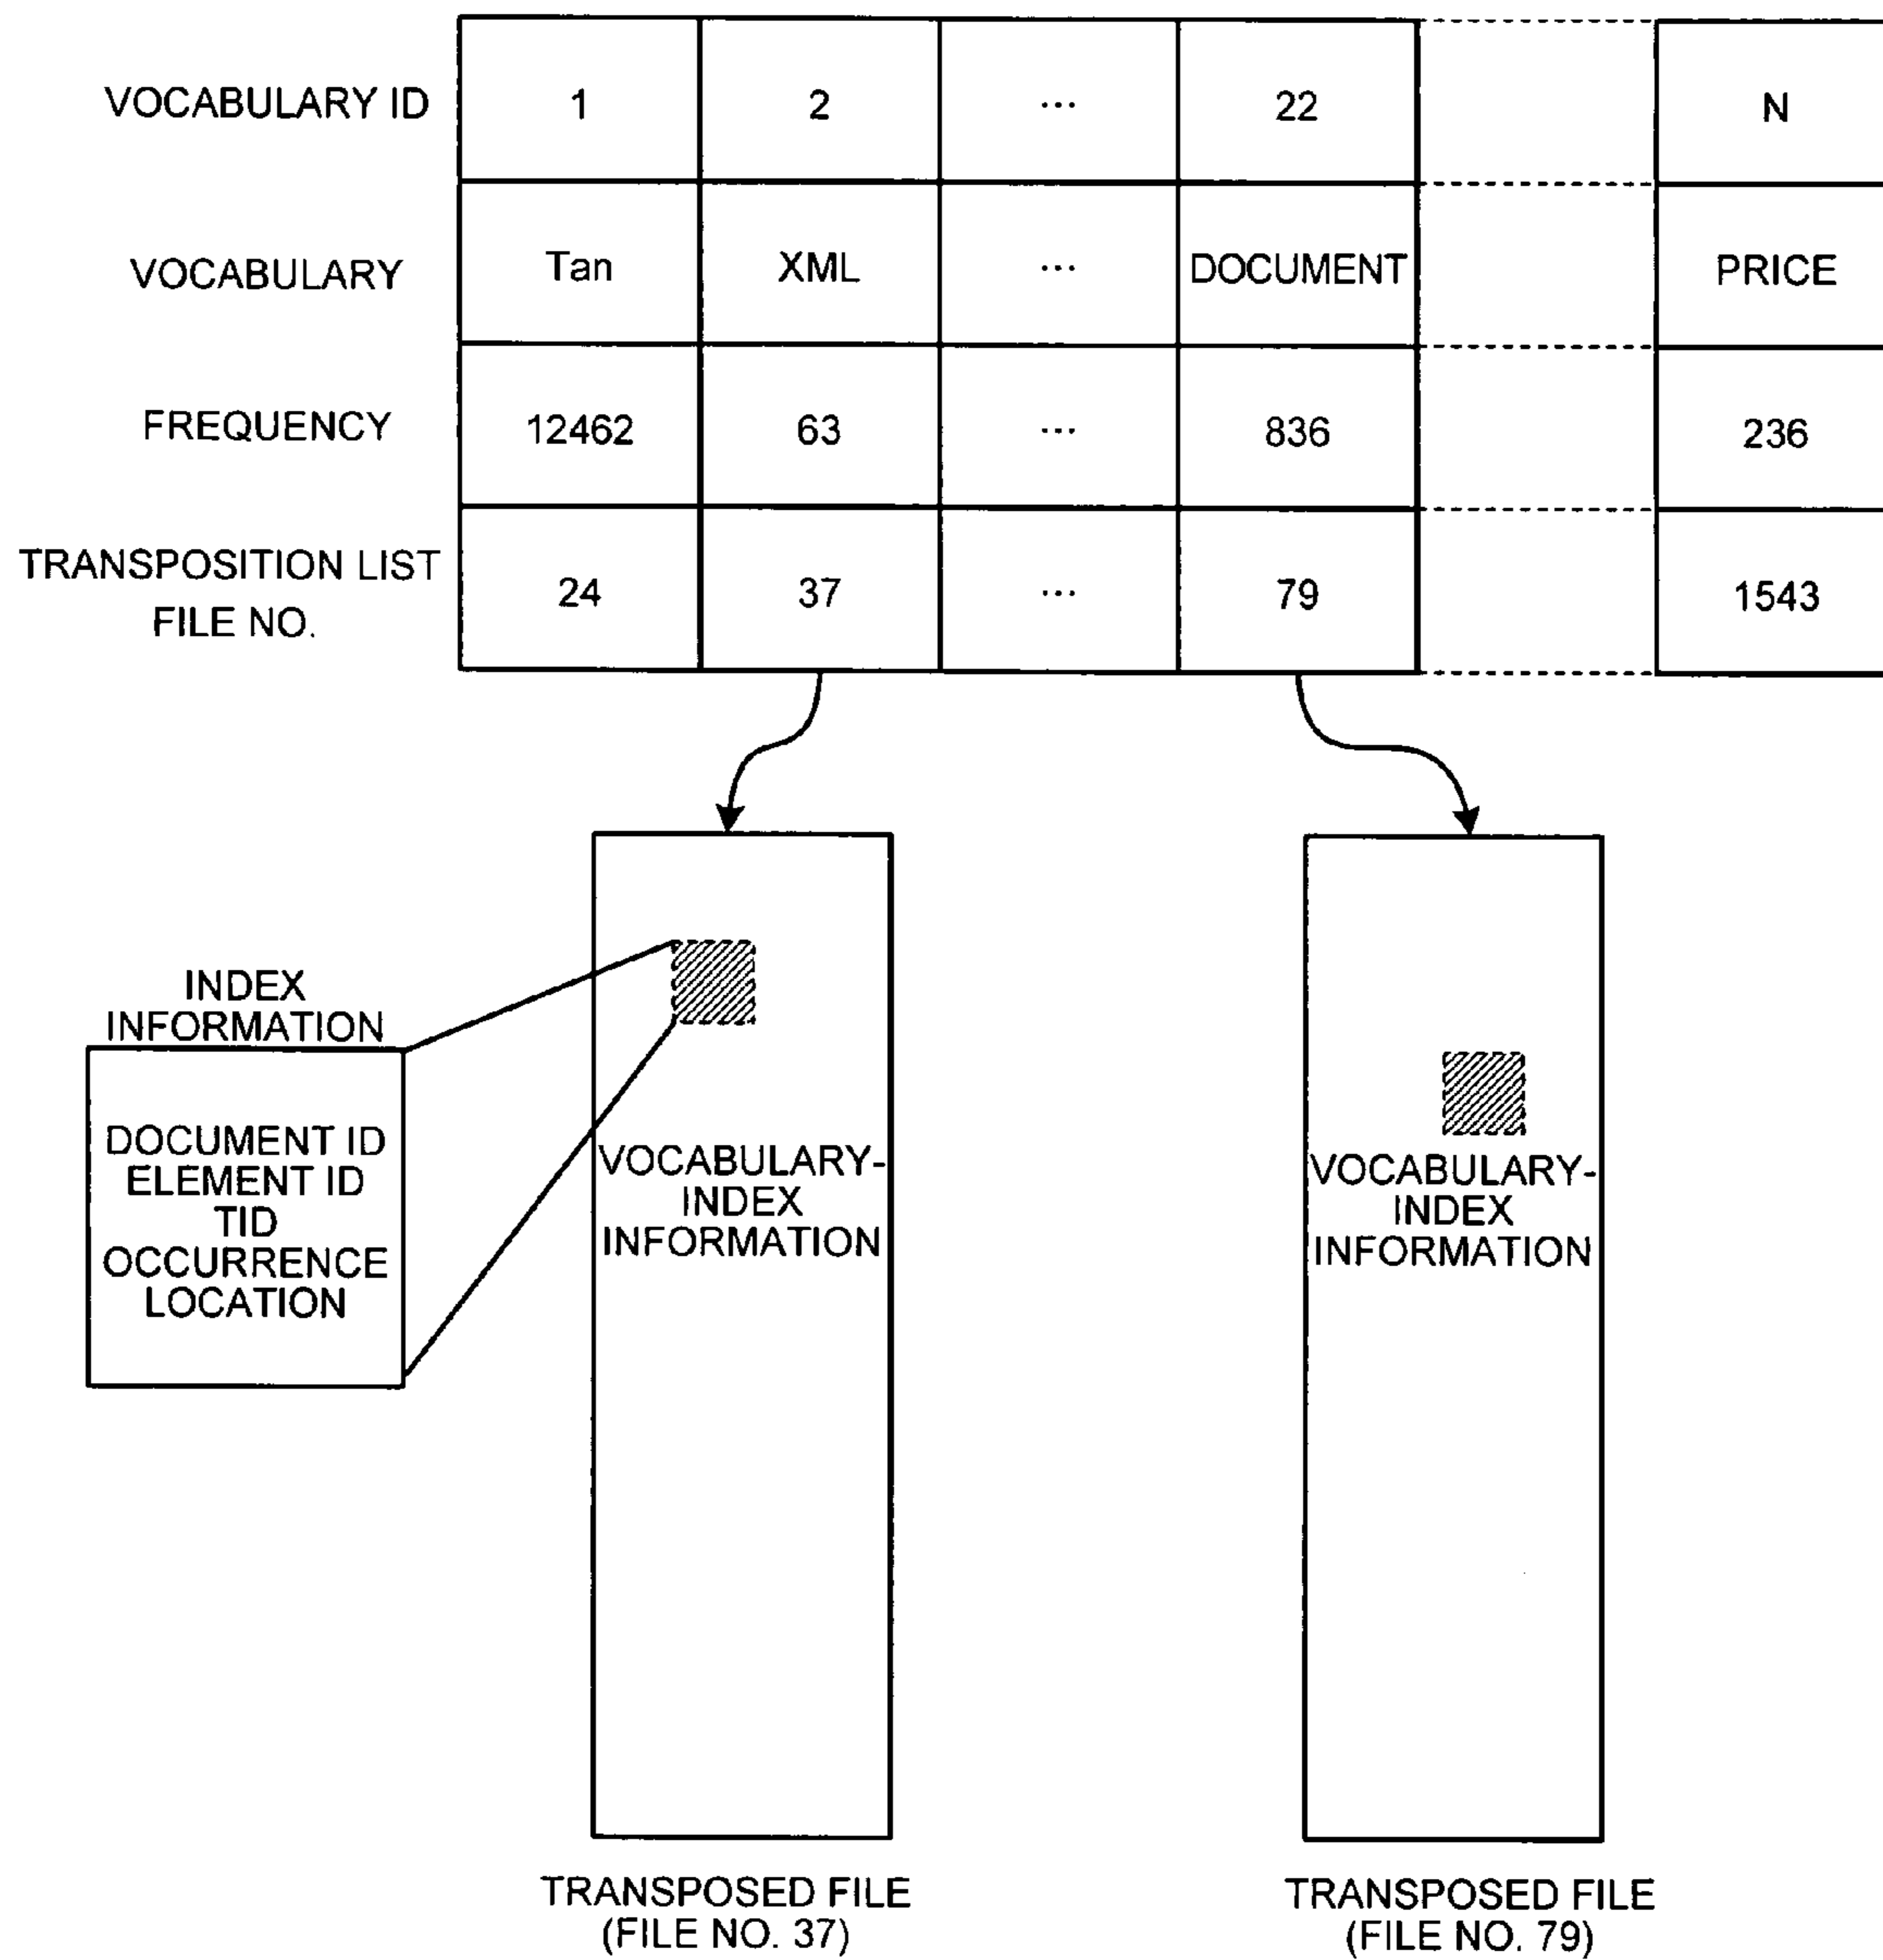 VOCABULARY ID 1 2 ... 22 N
VOCABULARY Tan XML ... DOCUMENT PRICE
FREQUENCY 12462 63 ... 836 236
TRANSPOSITION LIST
FILE NO. 24 37 ... 79 1543
INDEX
INFORMATION
DOCUMENT ID
ELEMENT ID
TID
OCCURRENCE
LOCATION
VOCABULARY-
INDEX
INFORMATION
VOCABULARY-
INDEX
INFORMATION
TRANSPOSED FILE
(FILE NO. 37)
TRANSPOSED FILE
(FILE NO. 79)